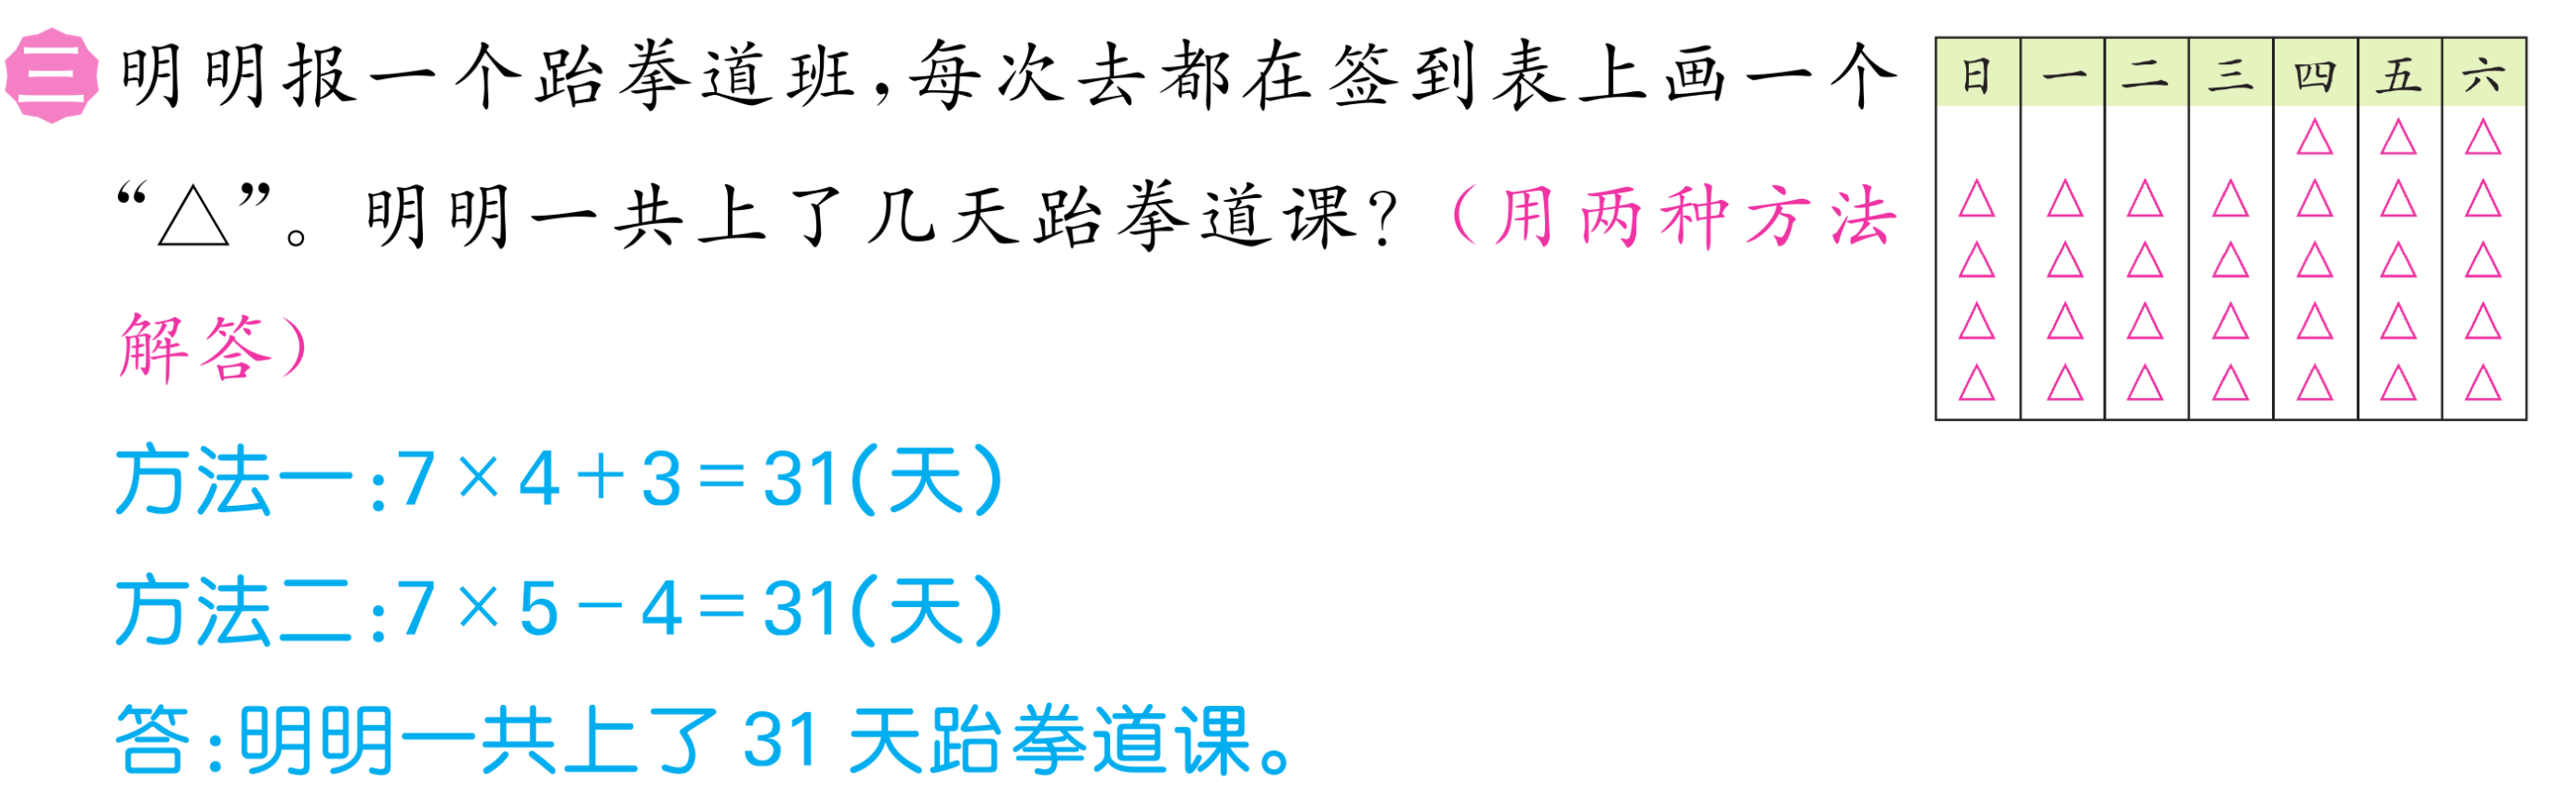 三 明明报一个跆拳道班,每次去都在签到表上画一个
“△”。明明一共上了几天跆拳道课?(用两种方法
解答)
日 一 二 三 四 五 六
△ △ △
△ △ △ △ △ △ △
△ △ △ △ △ △ △
△ △ △ △ △ △ △
△ △ △ △ △ △ △
方法一:7×4+3=31(天)
方法二:7×5-4=31(天)
答:明明一共上了 31 天跆拳道课。